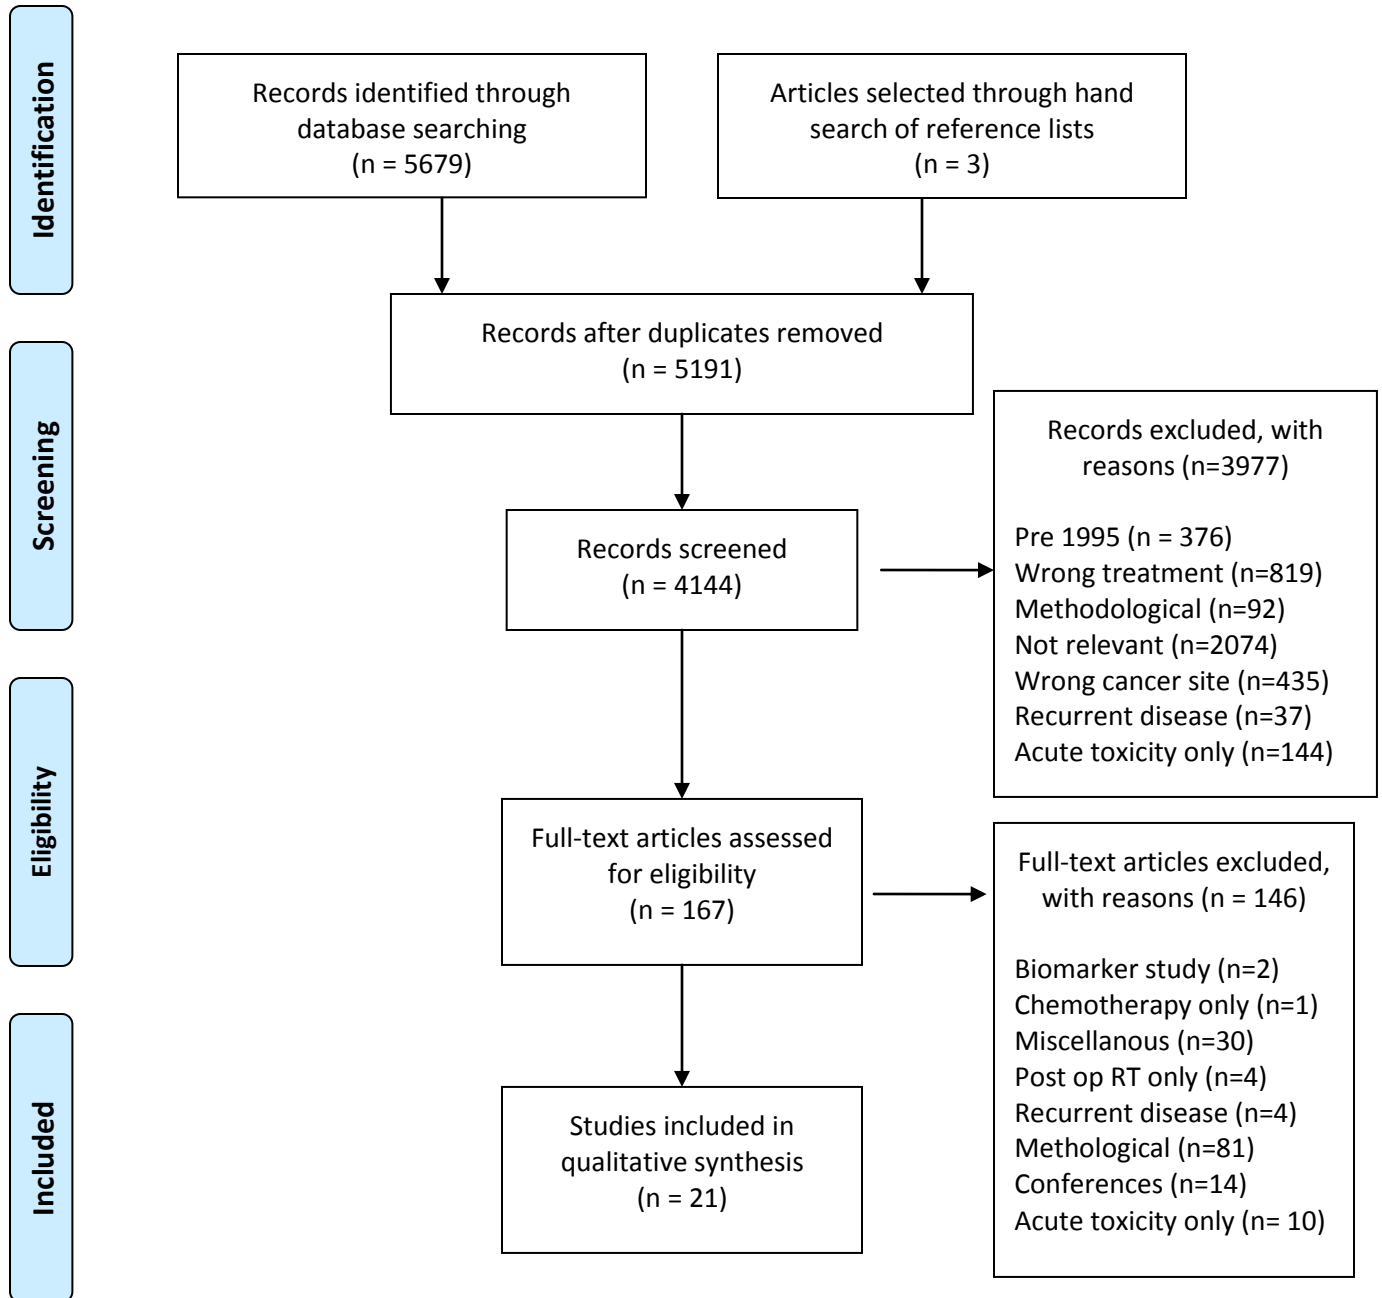 Identification
Records identified through
database searching
(n = 5679)
Articles selected through hand
search of reference lists
(n = 3)
Records after duplicates removed
(n = 5191)
Screening
Records screened
(n = 4144)
Records excluded, with
reasons (n=3977)
Pre 1995 (n = 376)
Wrong treatment (n=819)
Methodological (n=92)
Not relevant (n=2074)
Wrong cancer site (n=435)
Recurrent disease (n=37)
Acute toxicity only (n=144)
Eligibility
Full-text articles assessed
for eligibility
(n = 167)
Full-text articles excluded,
with reasons (n = 146)
Biomarker study (n=2)
Chemotherapy only (n=1)
Miscellanous (n=30)
Post op RT only (n=4)
Recurrent disease (n=4)
Methological (n=81)
Conferences (n=14)
Acute toxicity only (n= 10)
Included
Studies included in
qualitative synthesis
(n = 21)